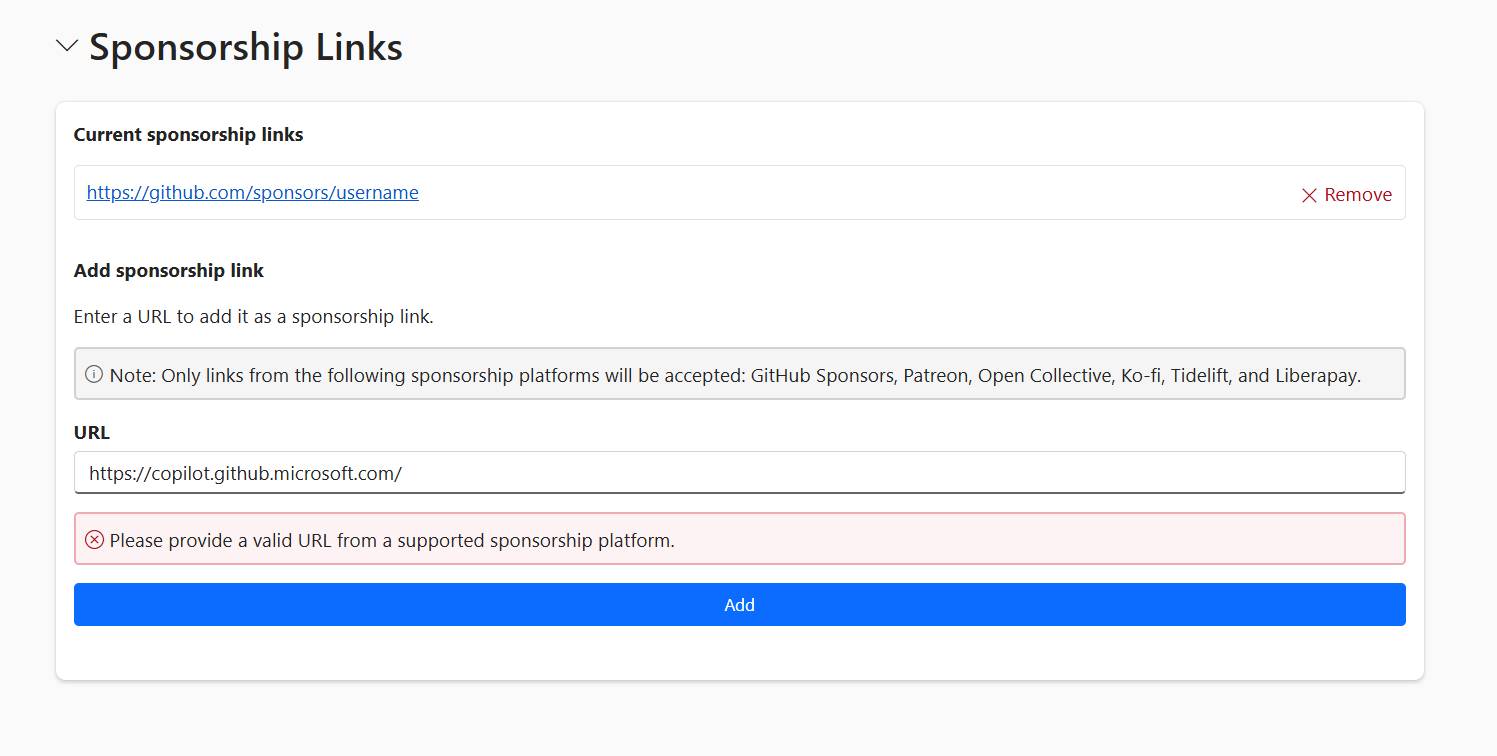 Sponsorship Links
Current sponsorship links
https://github.com/sponsors/username
Remove
Add sponsorship link
Enter a URL to add it as a sponsorship link.
Note: Only links from the following sponsorship platforms will be accepted: GitHub Sponsors, Patreon, Open Collective, Ko-fi, Tidelift, and Liberapay.
URL
https://copilot.github.microsoft.com/
Please provide a valid URL from a supported sponsorship platform.
Add